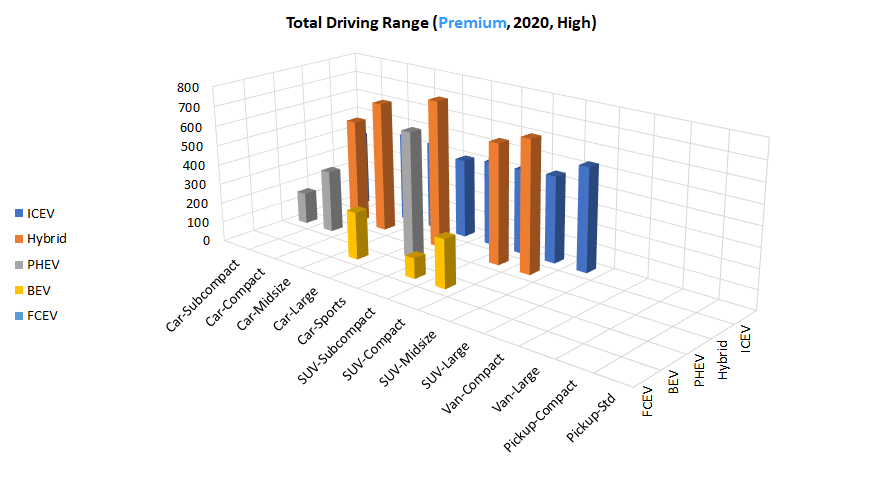 Total Driving Range (Premium, 2020, High)
800
700
600
500
400
300
200
100
0
ICEV
Hybrid
PHEV
BEV
FCEV
Car-Subcompact
Car-Compact
Car-Midsize
Car-Large
Car-Sports
SUV-Subcompact
SUV-Compact
SUV-Midsize
SUV-Large
Van-Compact
Van-Large
Pickup-Compact
Pickup-Std
FCEV
BEV
PHEV
Hybrid
ICEV